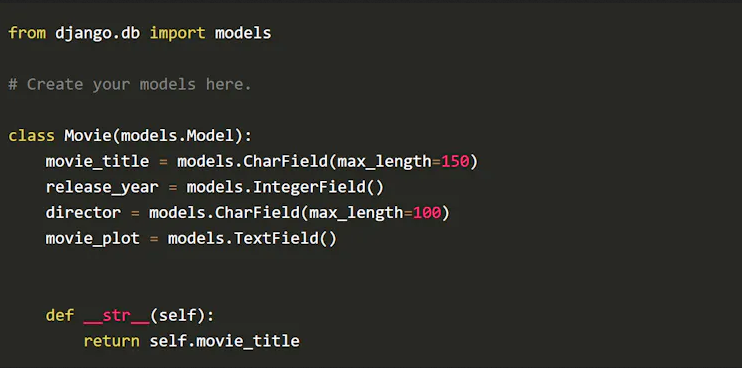 from django.db import models
# Create your models here.
class Movie(models.Model):
    movie_title = models.CharField(max_length=150)
    release_year = models.IntegerField()
    director = models.CharField(max_length=100)
    movie_plot = models.TextField()
    def __str__(self):
        return self.movie_title